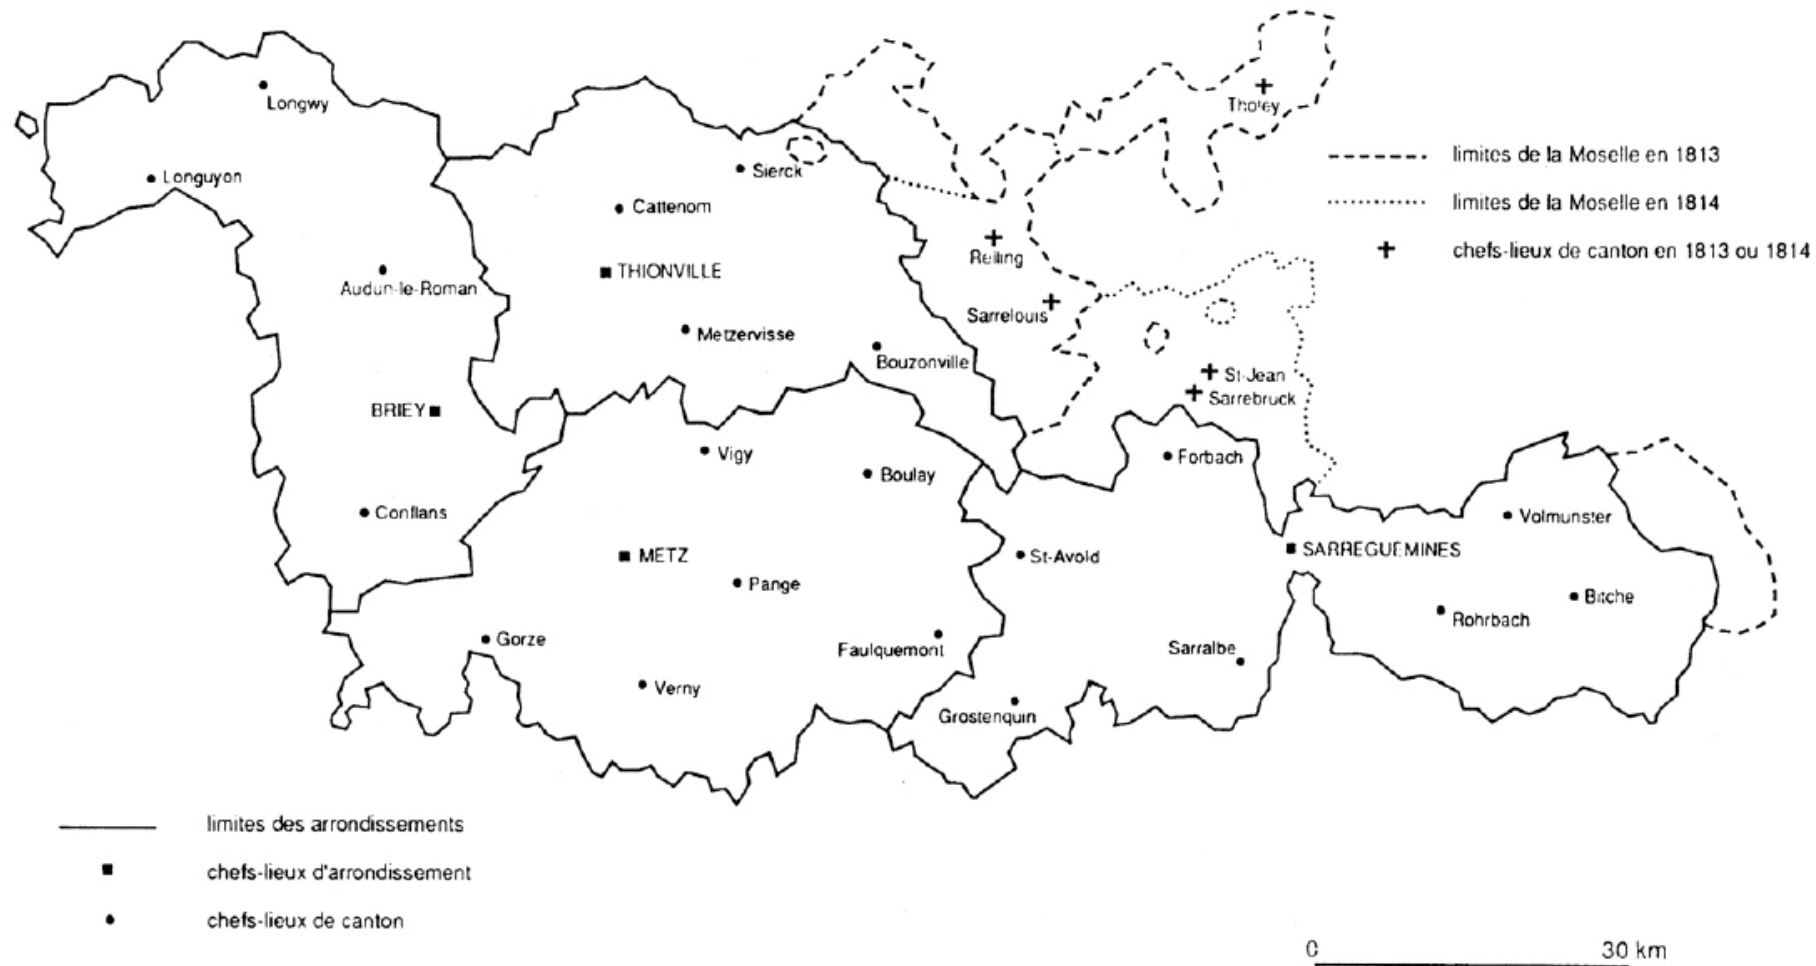 Longwy
Tholey
limites de la Moselle en 1813
Longuyon
Sierck
limites de la Moselle en 1814
Cattenom
chefs-lieux de canton en 1813 ou 1814
Relling
THIONVILLE
Audun-le-Roman
Sarrelouis
Metzervisse
Bouzonville
St-Jean
Sarrebruck
BRIEY
Vigy
Forbach
Boulay
Conflans
Volmunster
METZ
St-Avold
SARREGUEMINES
Pange
Bitche
Rohrbach
Gorze
Faulquemont
Sarralbe
Verny
Grostenquin
limites des arrondissements
chefs-lieux d'arrondissement
chefs-lieux de canton
0 30 km